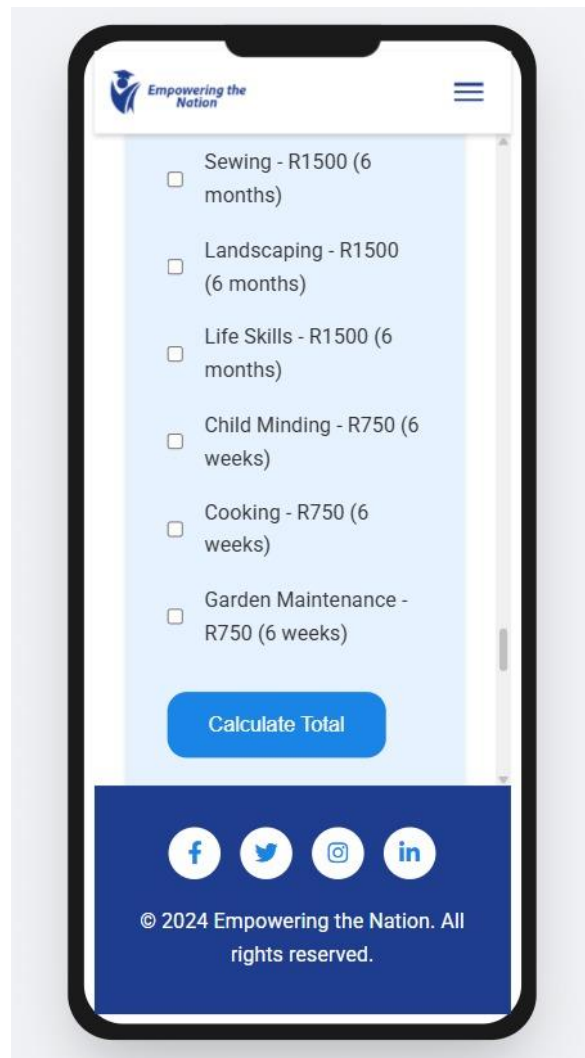 Empowering the
Nation
Sewing - R1500 (6
months)
Landscaping - R1500
(6 months)
Life Skills - R1500 (6
months)
Child Minding - R750 (6
weeks)
Cooking - R750 (6
weeks)
Garden Maintenance -
R750 (6 weeks)
Calculate Total
© 2024 Empowering the Nation. All
rights reserved.